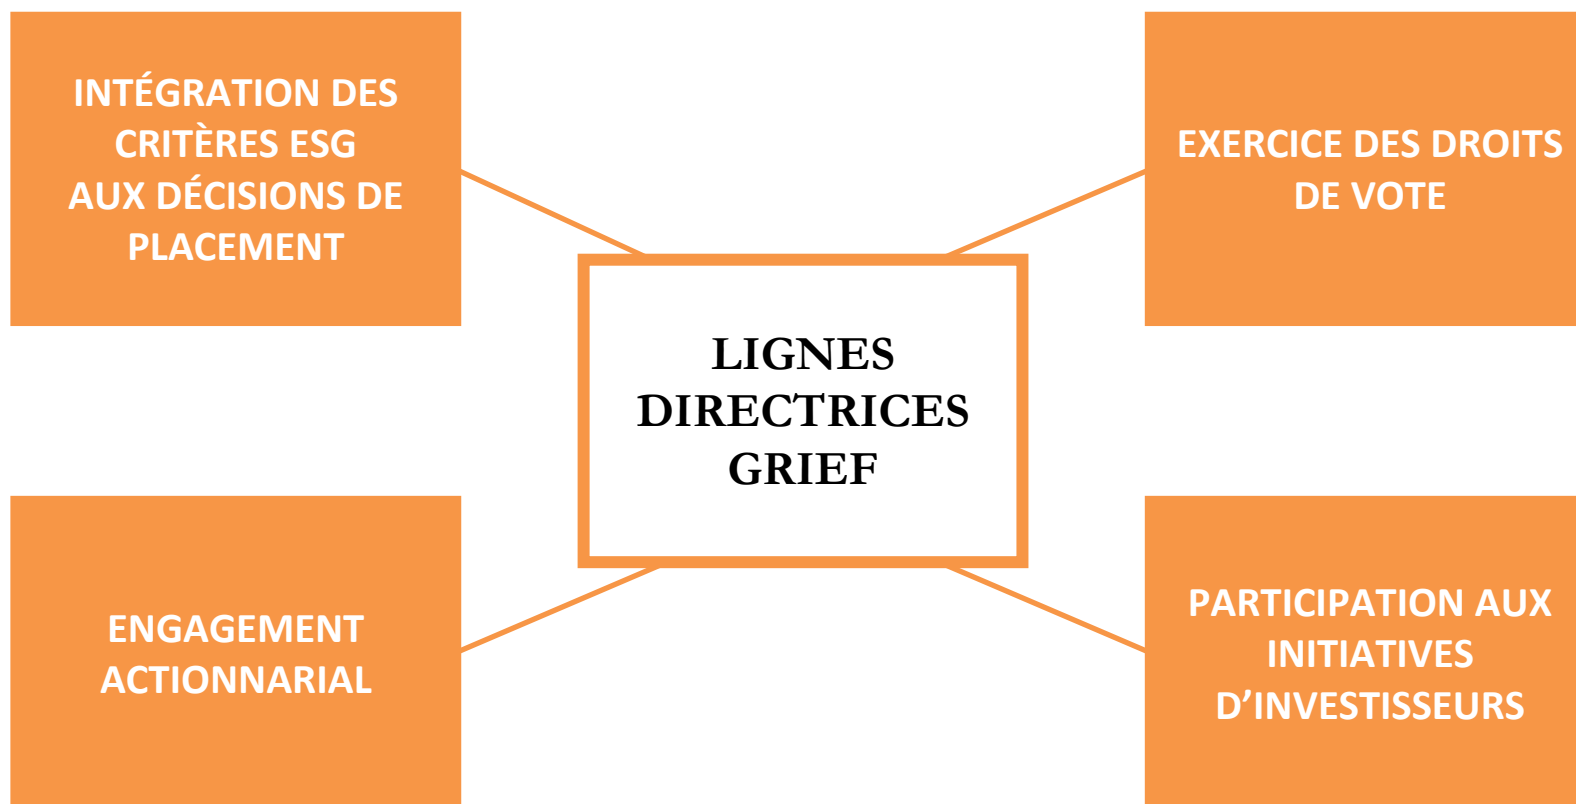 INTÉGRATION DES
CRITÈRES ESG
AUX DÉCISIONS DE
PLACEMENT
EXERCICE DES DROITS
DE VOTE
LIGNES
DIRECTRICES
GRIEF
ENGAGEMENT
ACTIONNARIAL
PARTICIPATION AUX
INITIATIVES
D’INVESTISSEURS